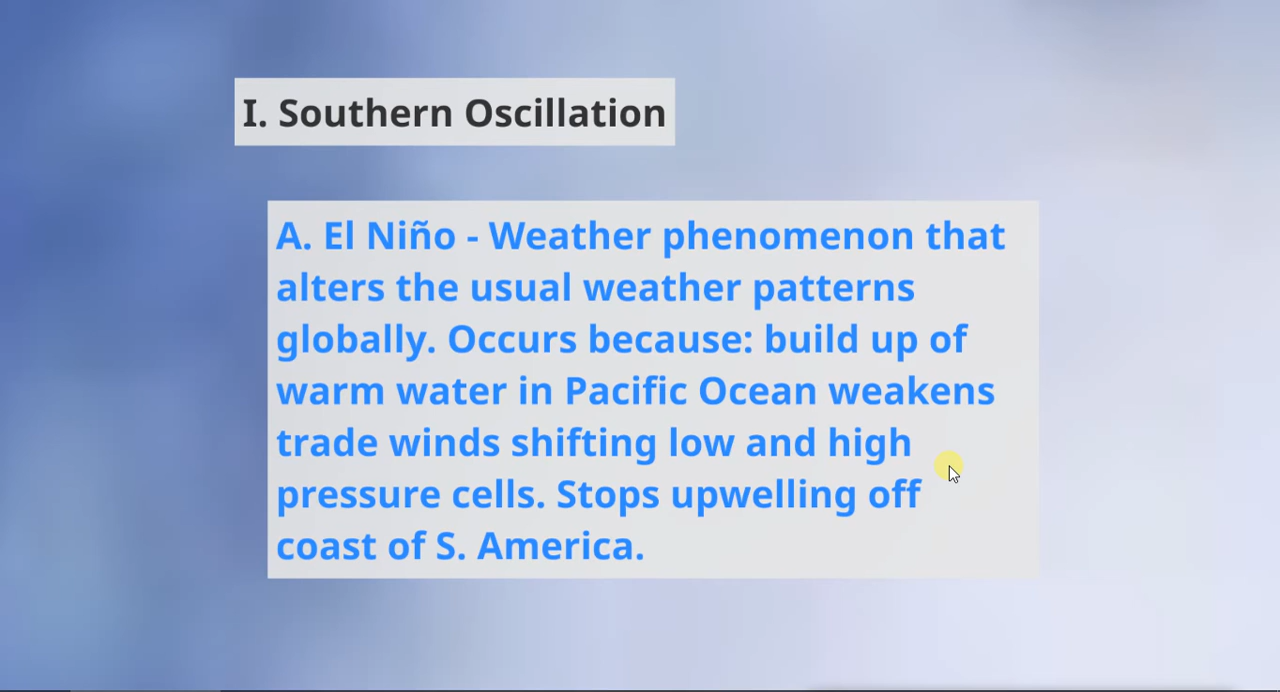 I. Southern Oscillation
A. El Niño - Weather phenomenon that
alters the usual weather patterns
globally. Occurs because: build up of
warm water in Pacific Ocean weakens
trade winds shifting low and high
pressure cells. Stops upwelling off
coast of S. America.